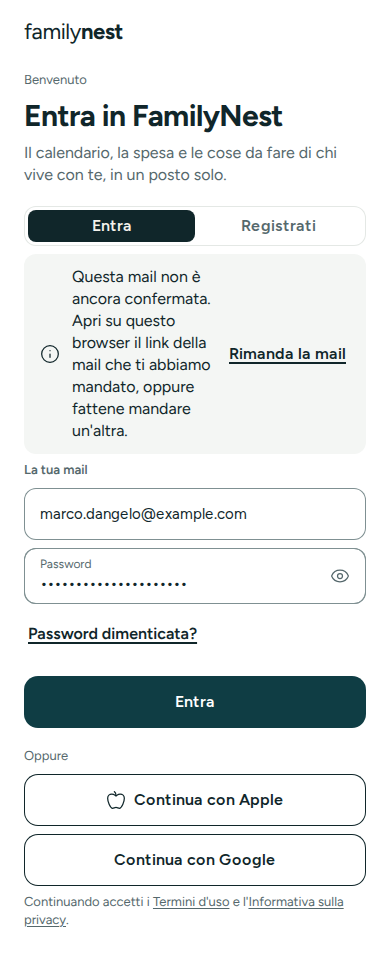 familynest
Benvenuto
Entra in FamilyNest
Il calendario, la spesa e le cose da fare di chi
vive con te, in un posto solo.
Entra
Registrati
Questa mail non è
ancora confermata.
Apri su questo
browser il link della
mail che ti abbiamo
mandato, oppure
fattene mandare
un'altra.
Rimanda la mail
La tua mail
marco.dangelo@example.com
Password
•••••••••••••••••••••
Password dimenticata?
Entra
Oppure
Continua con Apple
Continua con Google
Continuando accetti i Termini d'uso e l'Informativa sulla
privacy.